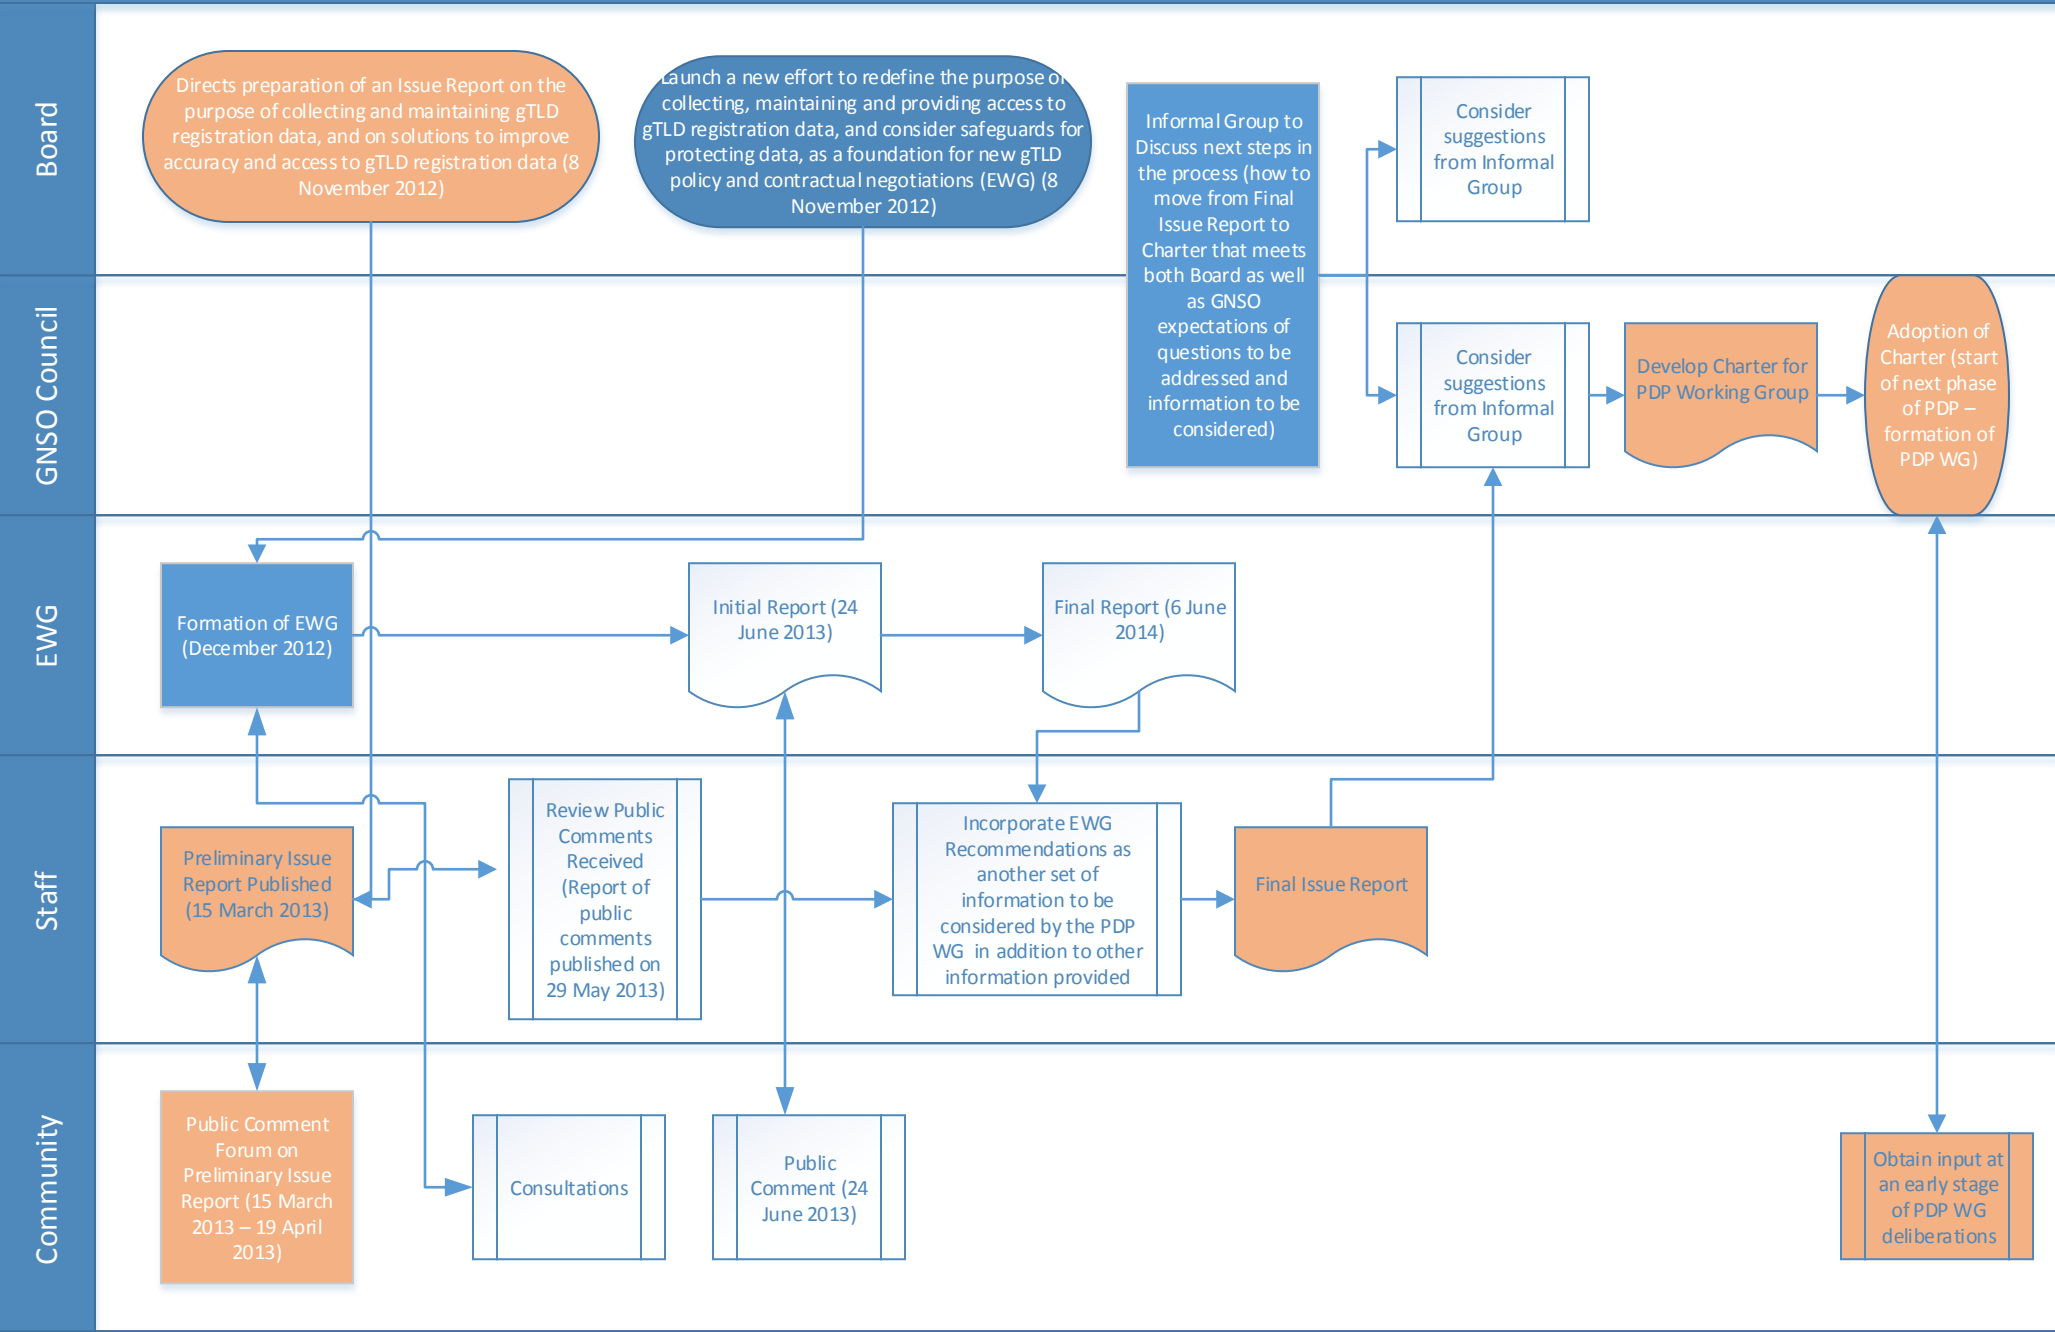 Board
Directs preparation of an Issue Report on the
purpose of collecting and maintaining gTLD
registration data, and on solutions to improve
accuracy and access to gTLD registration data (8
November 2012)
Launch a new effort to redefine the purpose of
collecting, maintaining and providing access to
gTLD registration data, and consider safeguards for
protecting data, as a foundation for new gTLD
policy and contractual negotiations (EWG) (8
November 2012)
Informal Group to
Discuss next steps in
the process (how to
move from Final
Issue Report to
Charter that meets
both Board as well
as GNSO
expectations of
questions to be
addressed and
information to be
considered)
Consider
suggestions
from Informal
Group
GNSO Council
Consider
suggestions
from Informal
Group
Develop Charter for
PDP Working Group
Adoption of
Charter (start
of next phase
of PDP –
formation of
PDP WG)
EWG
Formation of EWG
(December 2012)
Initial Report (24
June 2013)
Final Report (6 June
2014)
Staff
Preliminary Issue
Report Published
(15 March 2013)
Review Public
Comments
Received
(Report of
public
comments
published on
29 May 2013)
Incorporate EWG
Recommendations as
another set of
information to be
considered by the PDP
WG in addition to other
information provided
Final Issue Report
Community
Public Comment
Forum on
Preliminary Issue
Report (15 March
2013 – 19 April
2013)
Consultations
Public
Comment (24
June 2013)
Obtain input at
an early stage
of PDP WG
deliberations